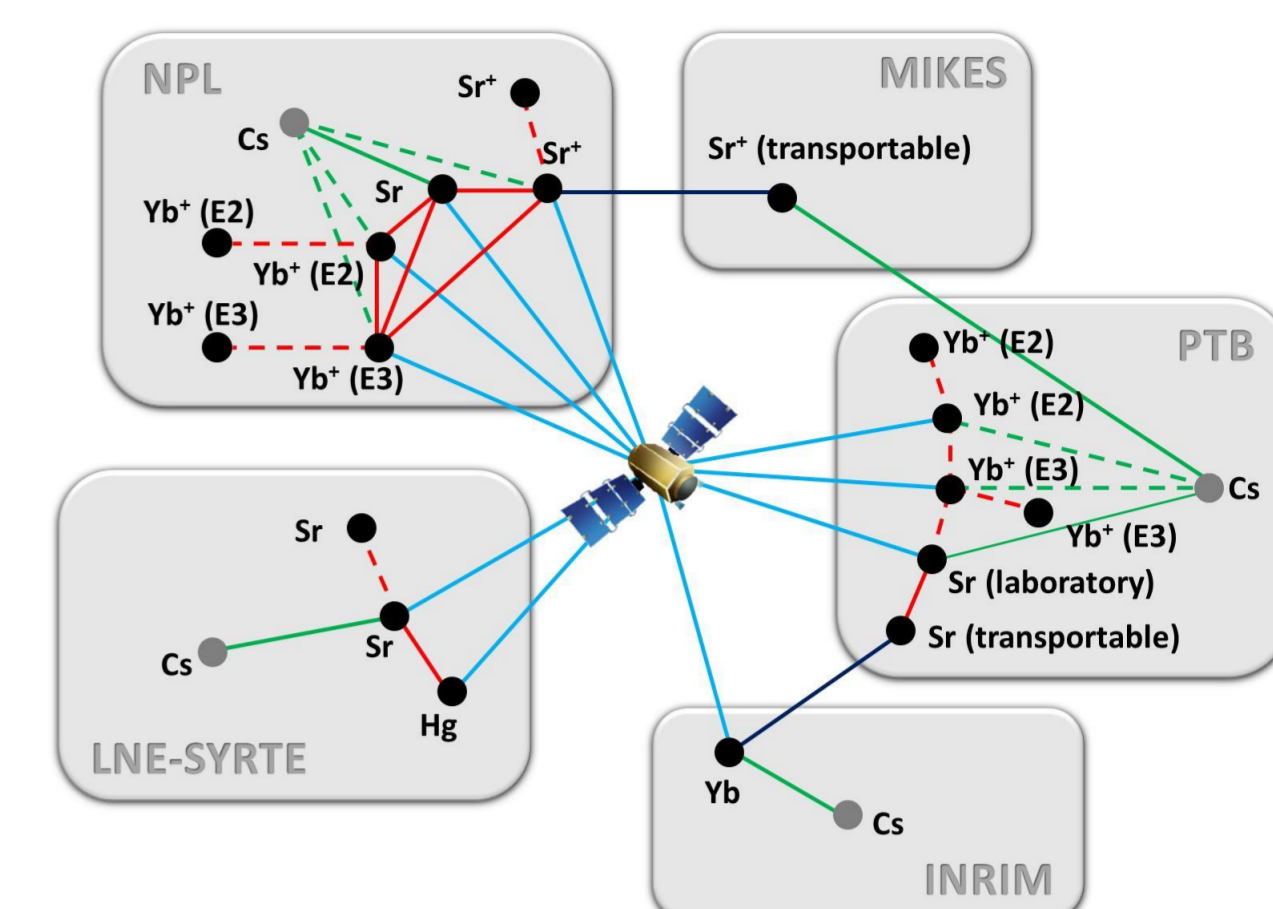 NPL
Sr⁺
Cs
Sr⁺
Sr
Yb⁺ (E2)
Yb⁺ (E2)
Yb⁺ (E3)
Yb⁺ (E3)
MIKES
Sr⁺ (transportable)
PTB
Yb⁺ (E2)
Yb⁺ (E2)
Yb⁺ (E3)
Cs
Yb⁺ (E3)
Sr (laboratory)
Sr (transportable)
Sr
Sr
Cs
Hg
LNE-SYRTE
Yb
Cs
INRIM